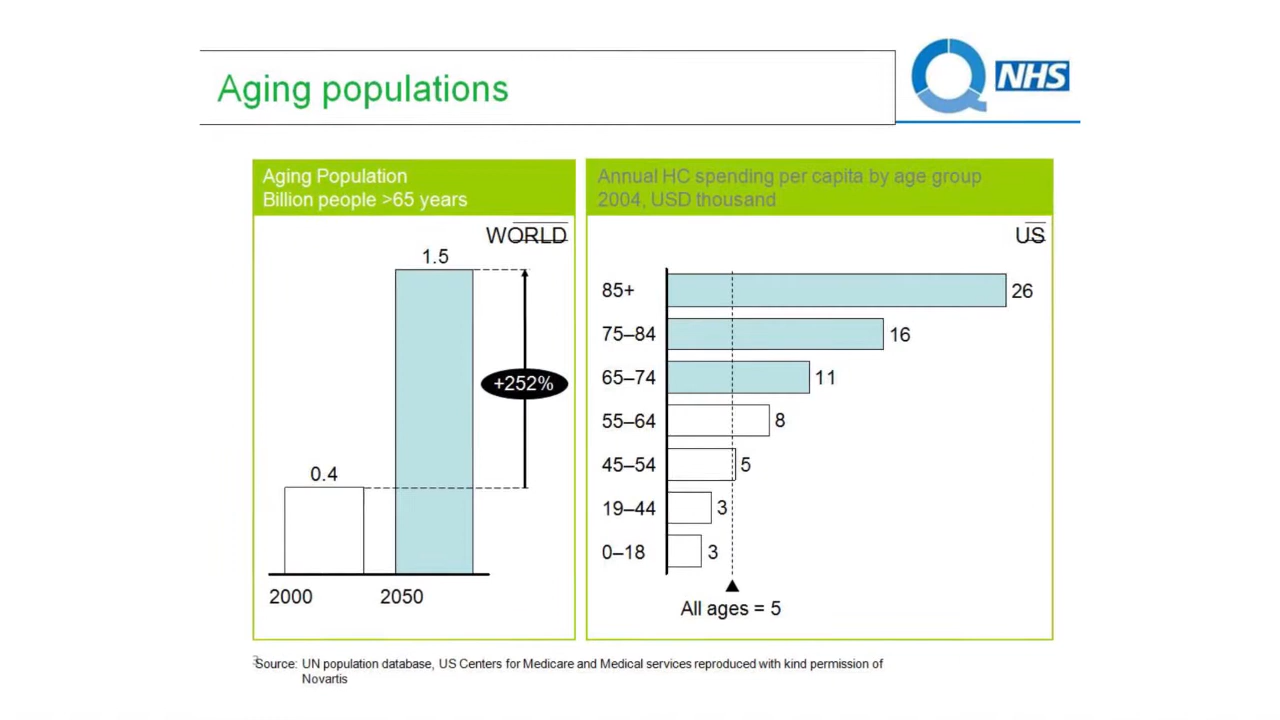 Aging populations
NHS
Aging Population
Billion people >65 years
WORLD
1.5
+252%
0.4
2000 2050
Annual HC spending per capita by age group
2004, USD thousand
US
85+ 26
75–84 16
65–74 11
55–64 8
45–54 5
19–44 3
0–18 3
All ages = 5
3
Source: UN population database, US Centers for Medicare and Medical services reproduced with kind permission of
Novartis